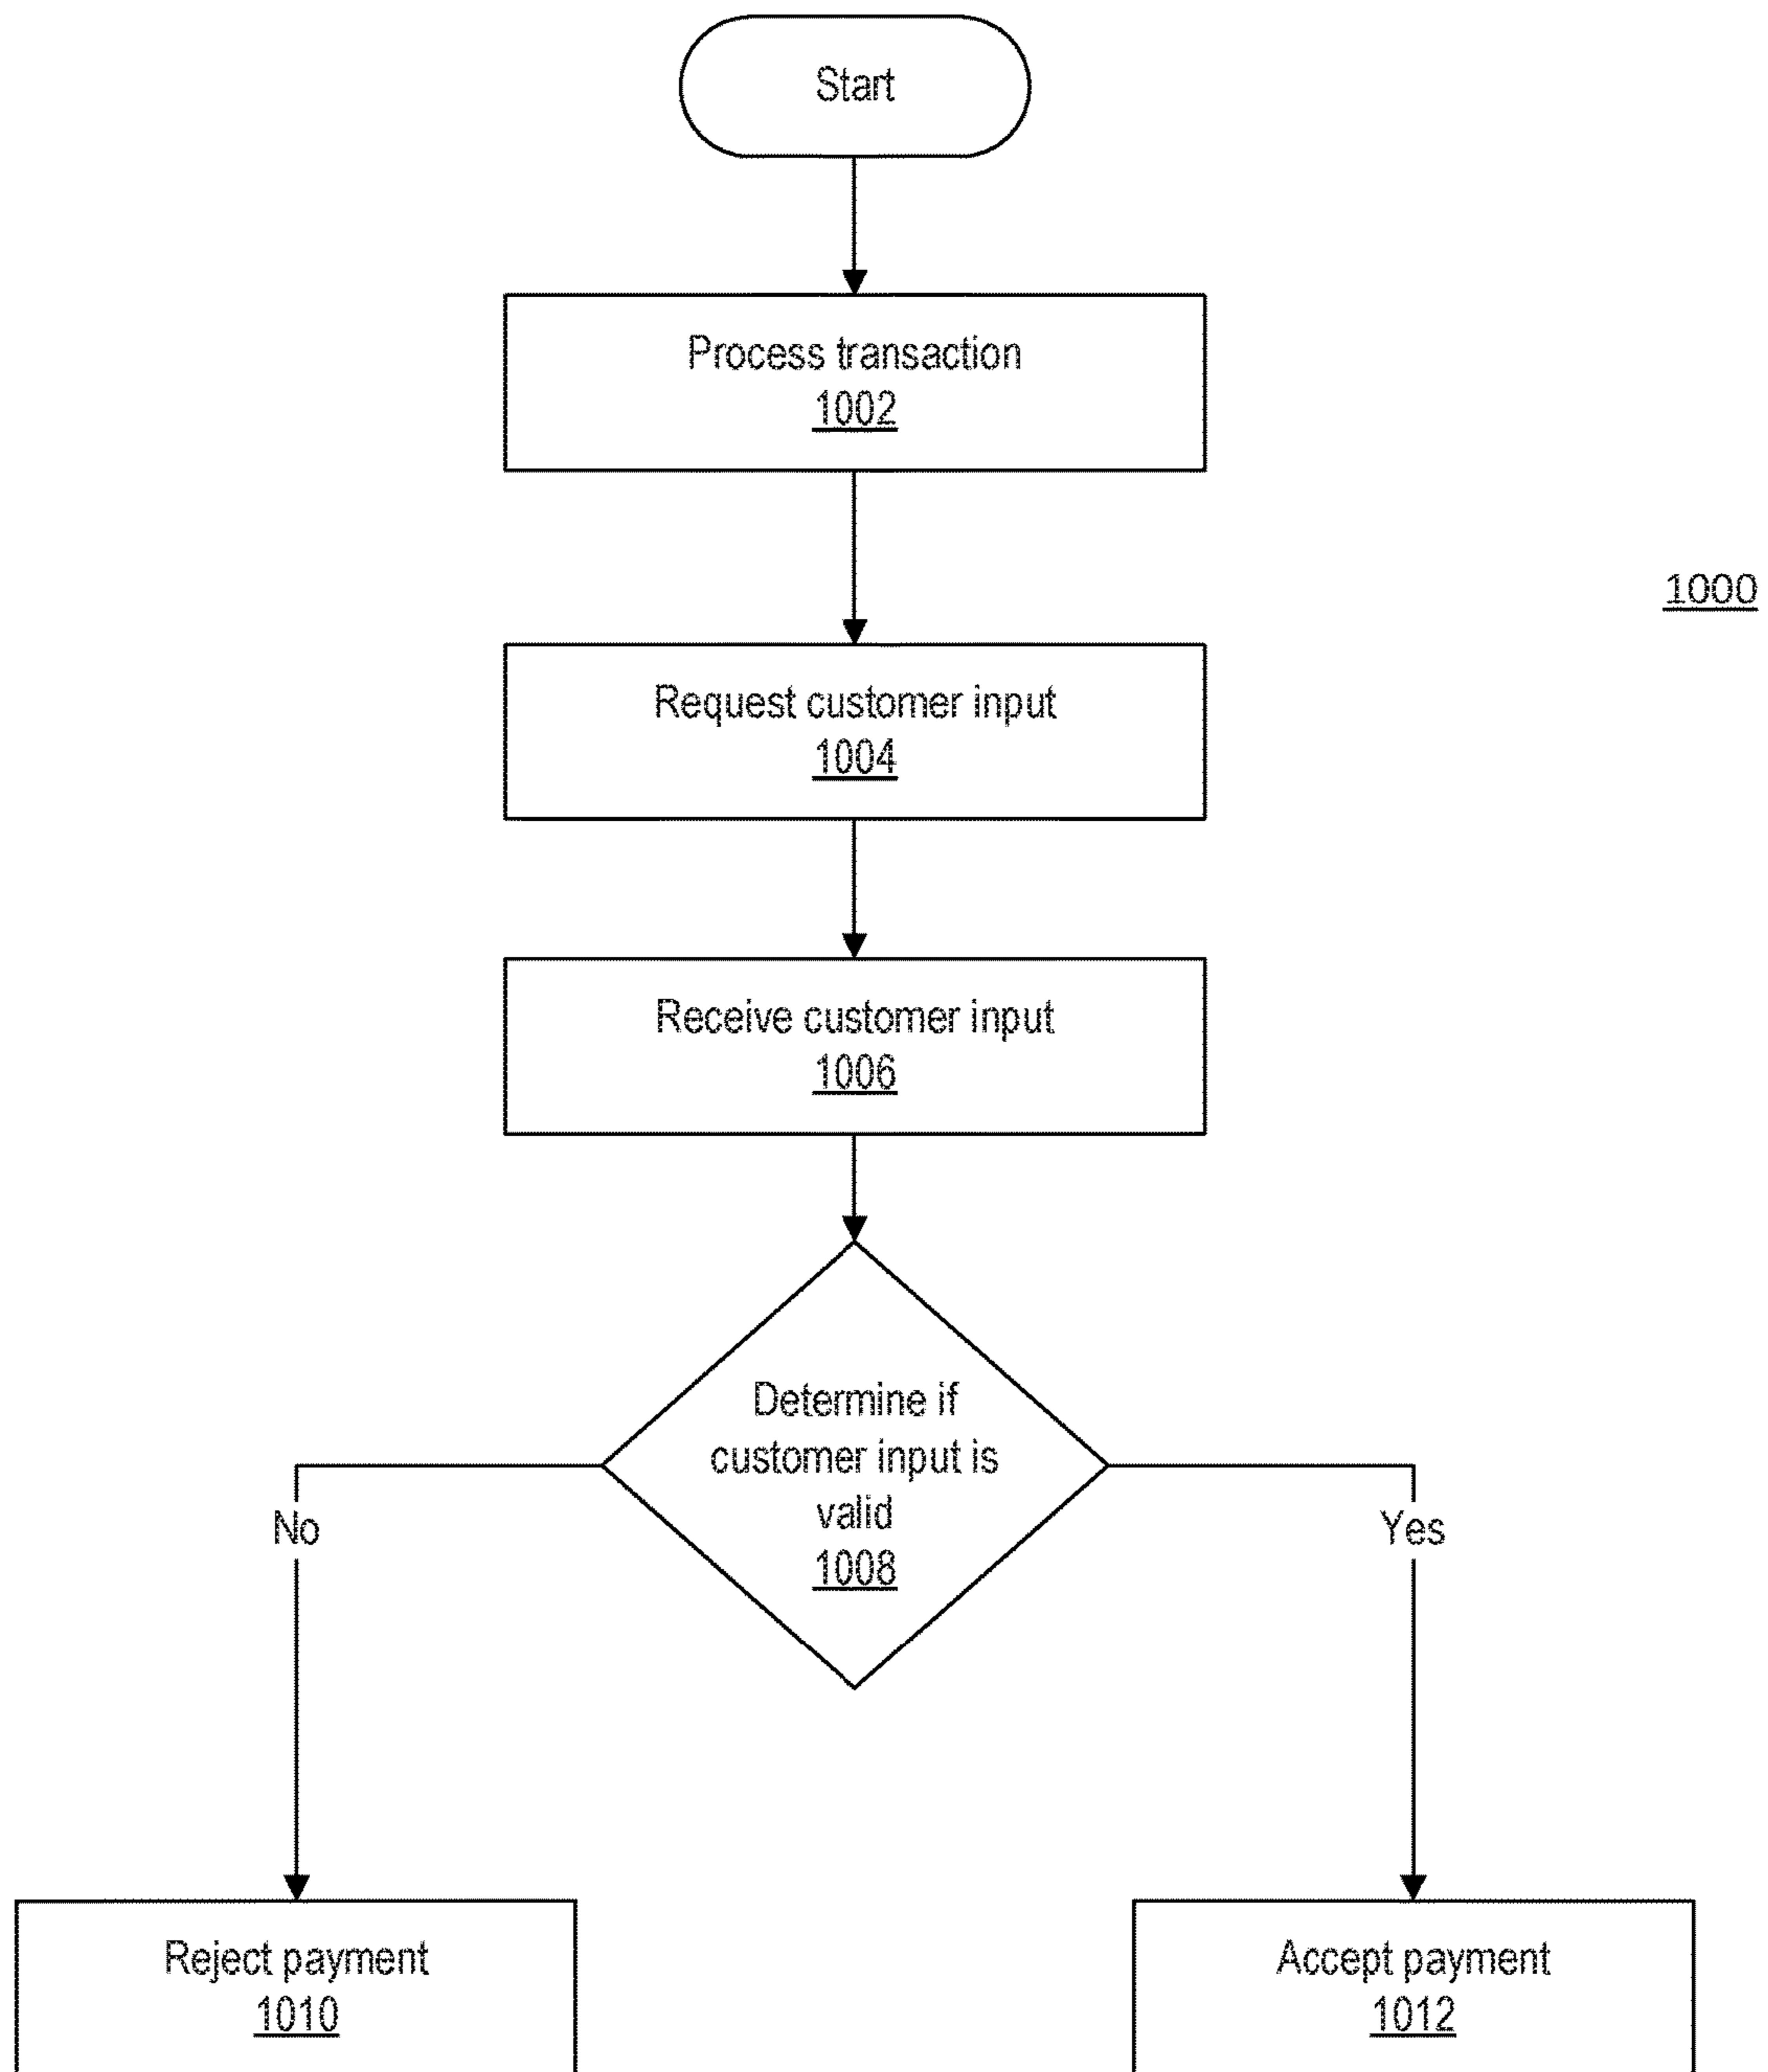 Start
Process transaction
1002
1000
Request customer input
1004
Receive customer input
1006
Determine if
customer input is
valid
1008
No
Yes
Reject payment
1010
Accept payment
1012